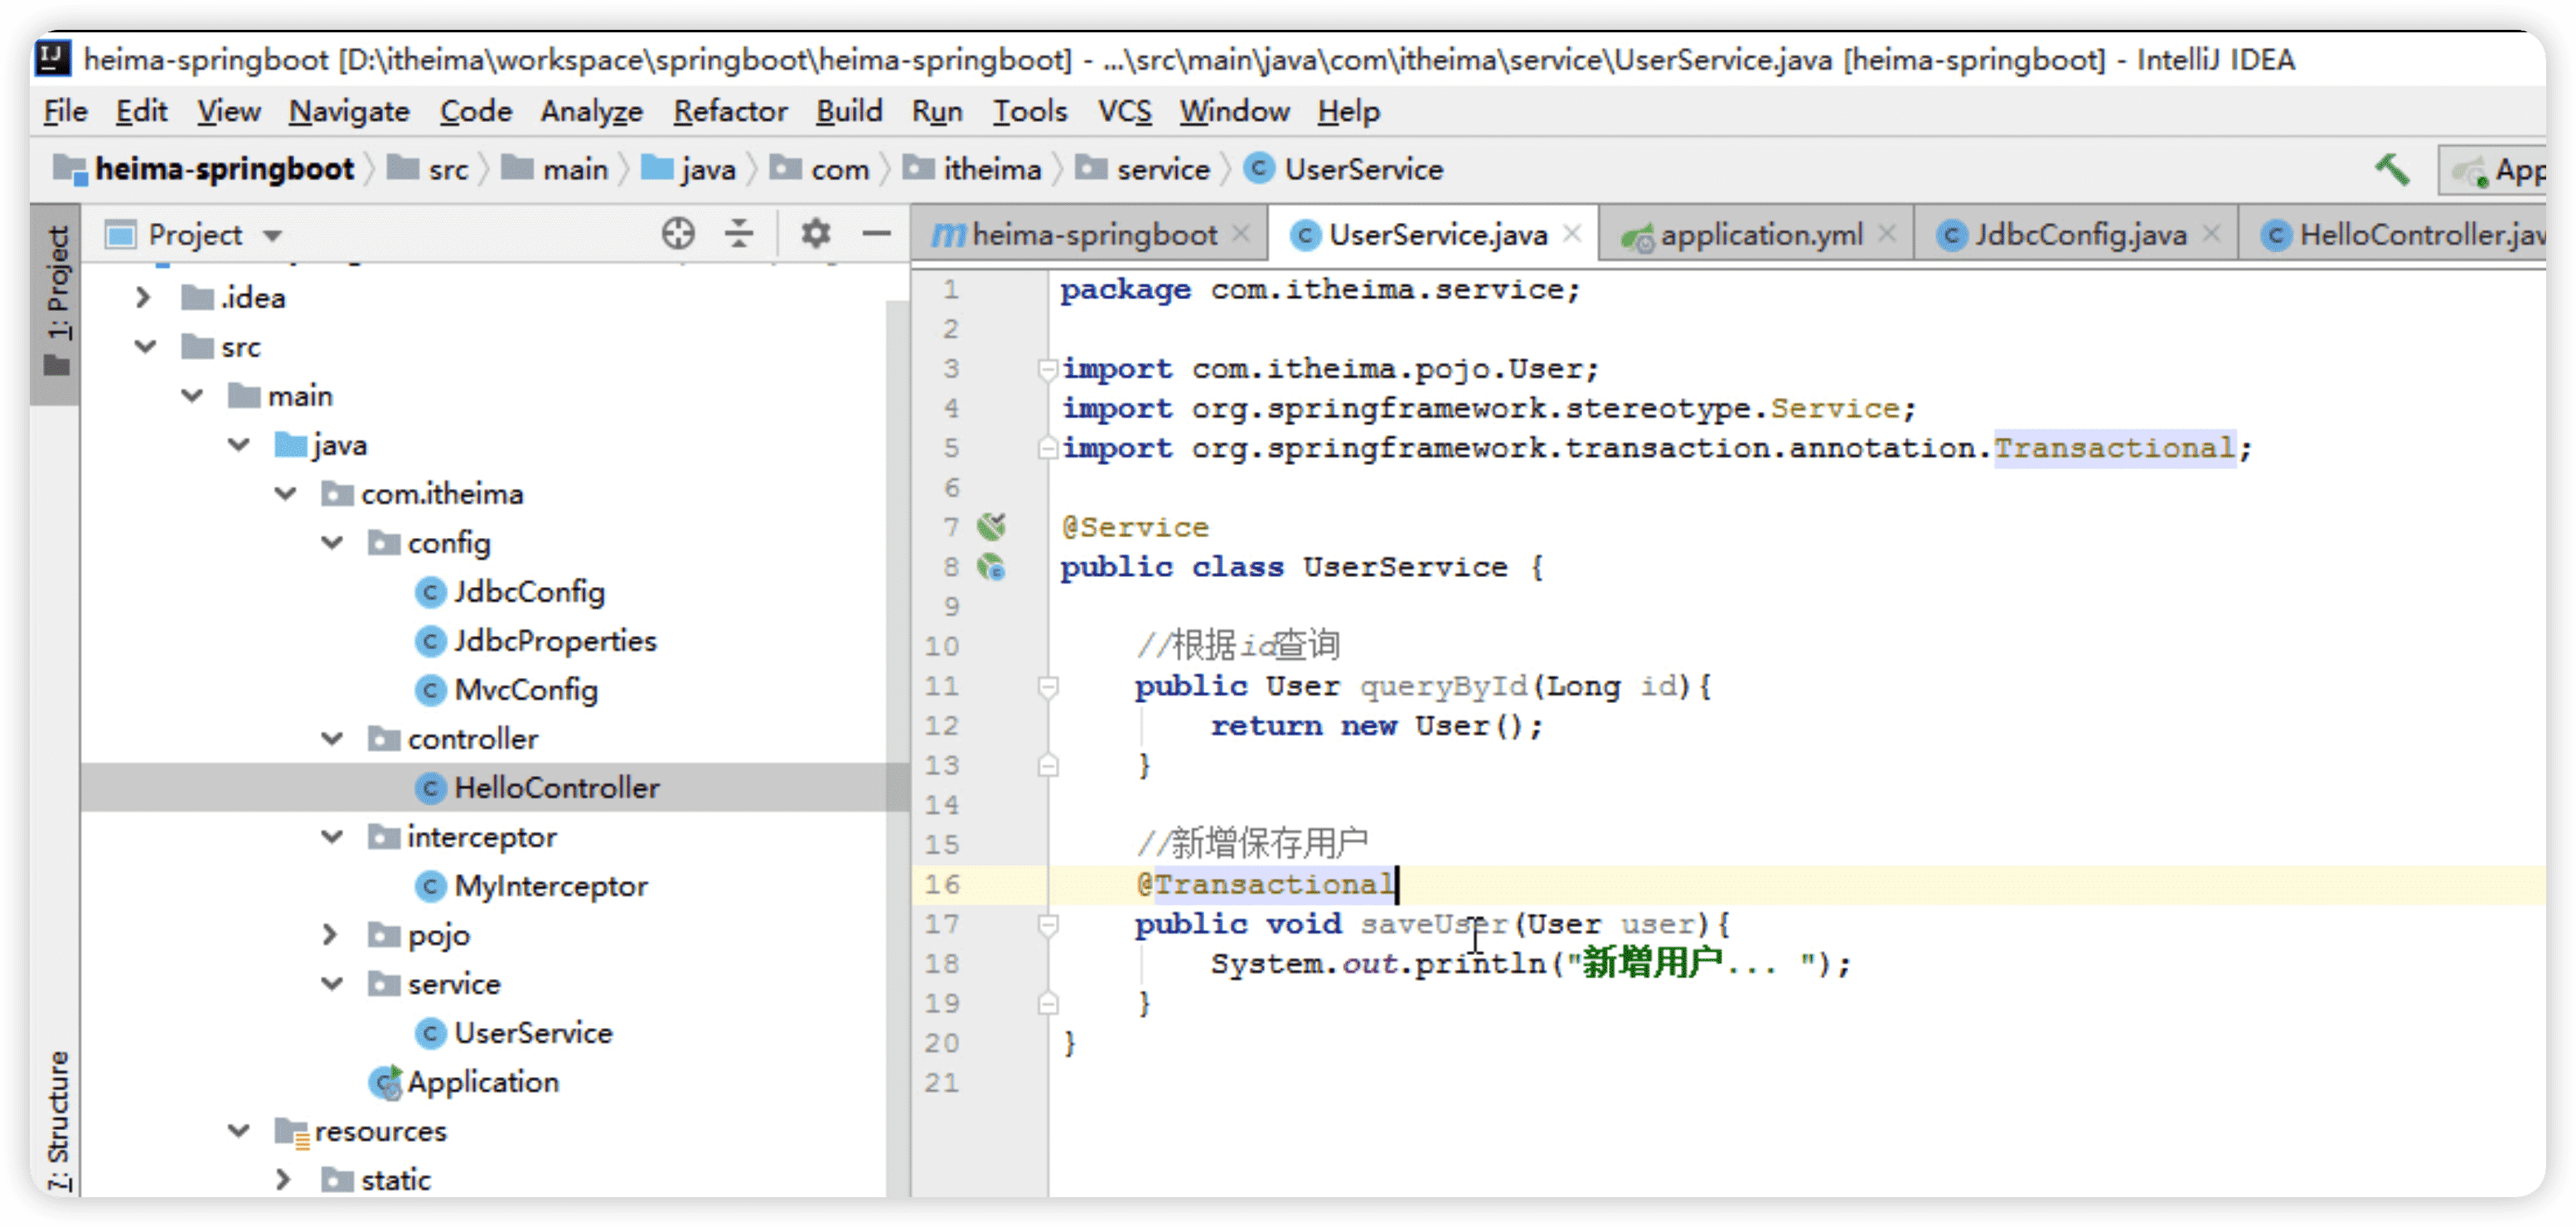 heima-springboot [D:\itheima\workspace\springboot\heima-springboot] - ...\src\main\java\com\itheima\service\UserService.java [heima-springboot] - IntelliJ IDEA
File Edit View Navigate Code Analyze Refactor Build Run Tools VCS Window Help
heima-springboot src main java com itheima service UserService App
1: Project
7: Structure
Project
.idea
src
main
java
com.itheima
config
JdbcConfig
JdbcProperties
MvcConfig
controller
HelloController
interceptor
MyInterceptor
pojo
service
UserService
Application
resources
static
heima-springboot UserService.java application.yml JdbcConfig.java HelloController.jav
1 package com.itheima.service;
2
3 import com.itheima.pojo.User;
4 import org.springframework.stereotype.Service;
5 import org.springframework.transaction.annotation.Transactional;
6
7 @Service
8 public class UserService {
9
10 //根据id查询
11 public User queryById(Long id){
12 return new User();
13 }
14
15 //新增保存用户
16 @Transactional
17 public void saveUser(User user){
18 System.out.println("新增用户... ");
19 }
20 }
21